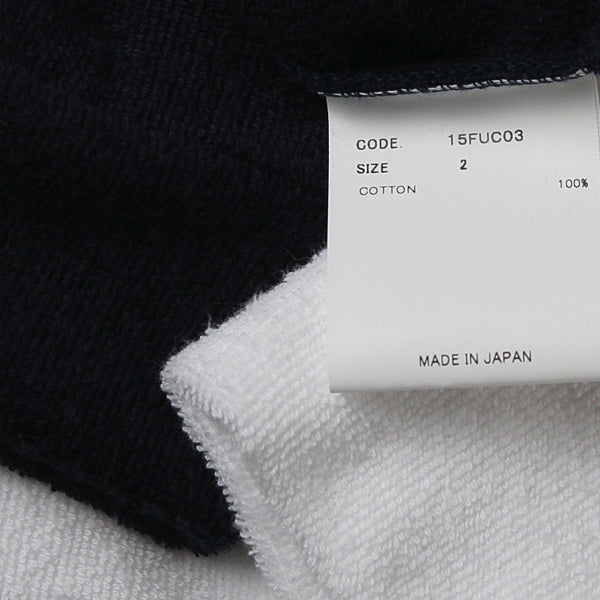 CODE. 15FUC03
SIZE 2
COTTON 100%
MADE IN JAPAN